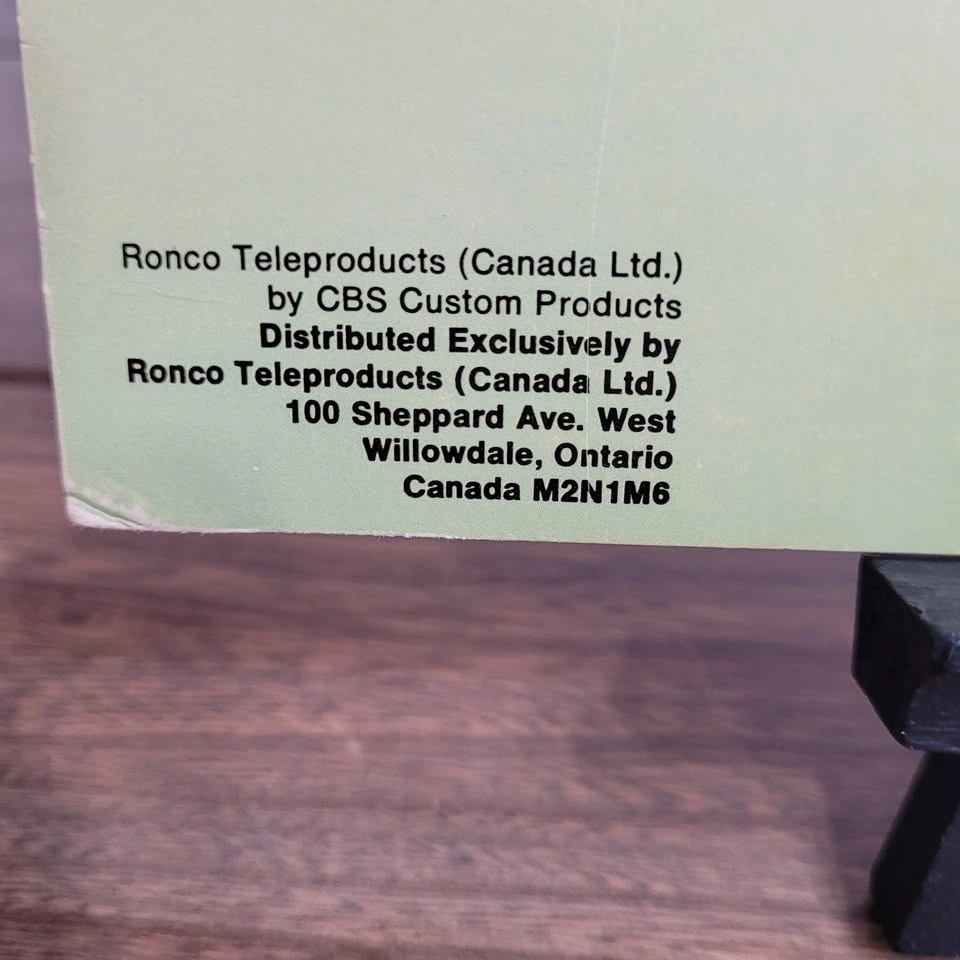 Ronco Teleproducts (Canada Ltd.)
by CBS Custom Products
Distributed Exclusively by
Ronco Teleproducts (Canada Ltd.)
100 Sheppard Ave. West
Willowdale, Ontario
Canada M2N1M6